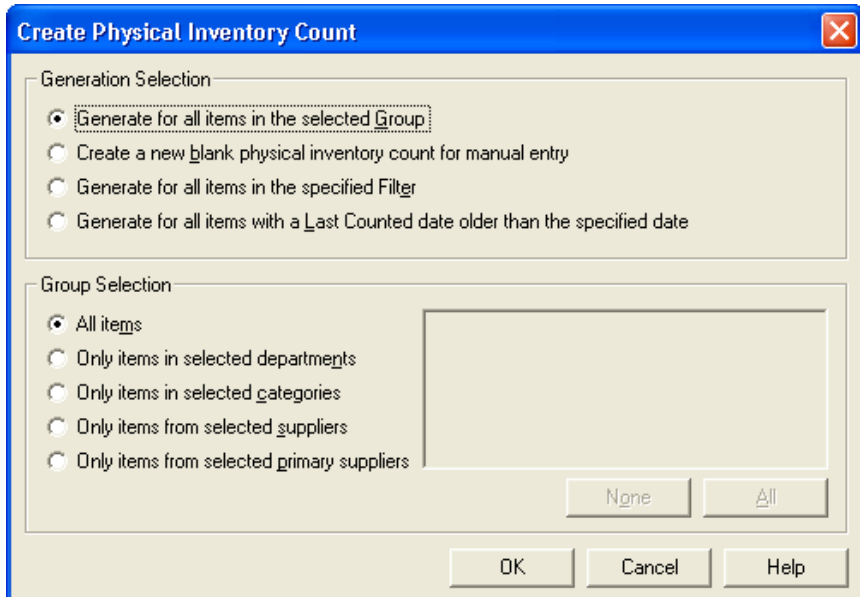 Create Physical Inventory Count
Generation Selection
Generate for all items in the selected Group
Create a new blank physical inventory count for manual entry
Generate for all items in the specified Filter
Generate for all items with a Last Counted date older than the specified date
Group Selection
All items
Only items in selected departments
Only items in selected categories
Only items from selected suppliers
Only items from selected primary suppliers
None All
OK Cancel Help